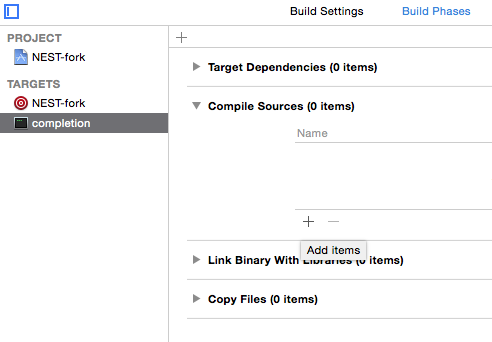 Build Settings
Build Phases
PROJECT
NEST-fork
TARGETS
NEST-fork
completion
+
Target Dependencies (0 items)
Compile Sources (0 items)
Name
+ −
Add items
Link Binary With Libraries (0 items)
Copy Files (0 items)